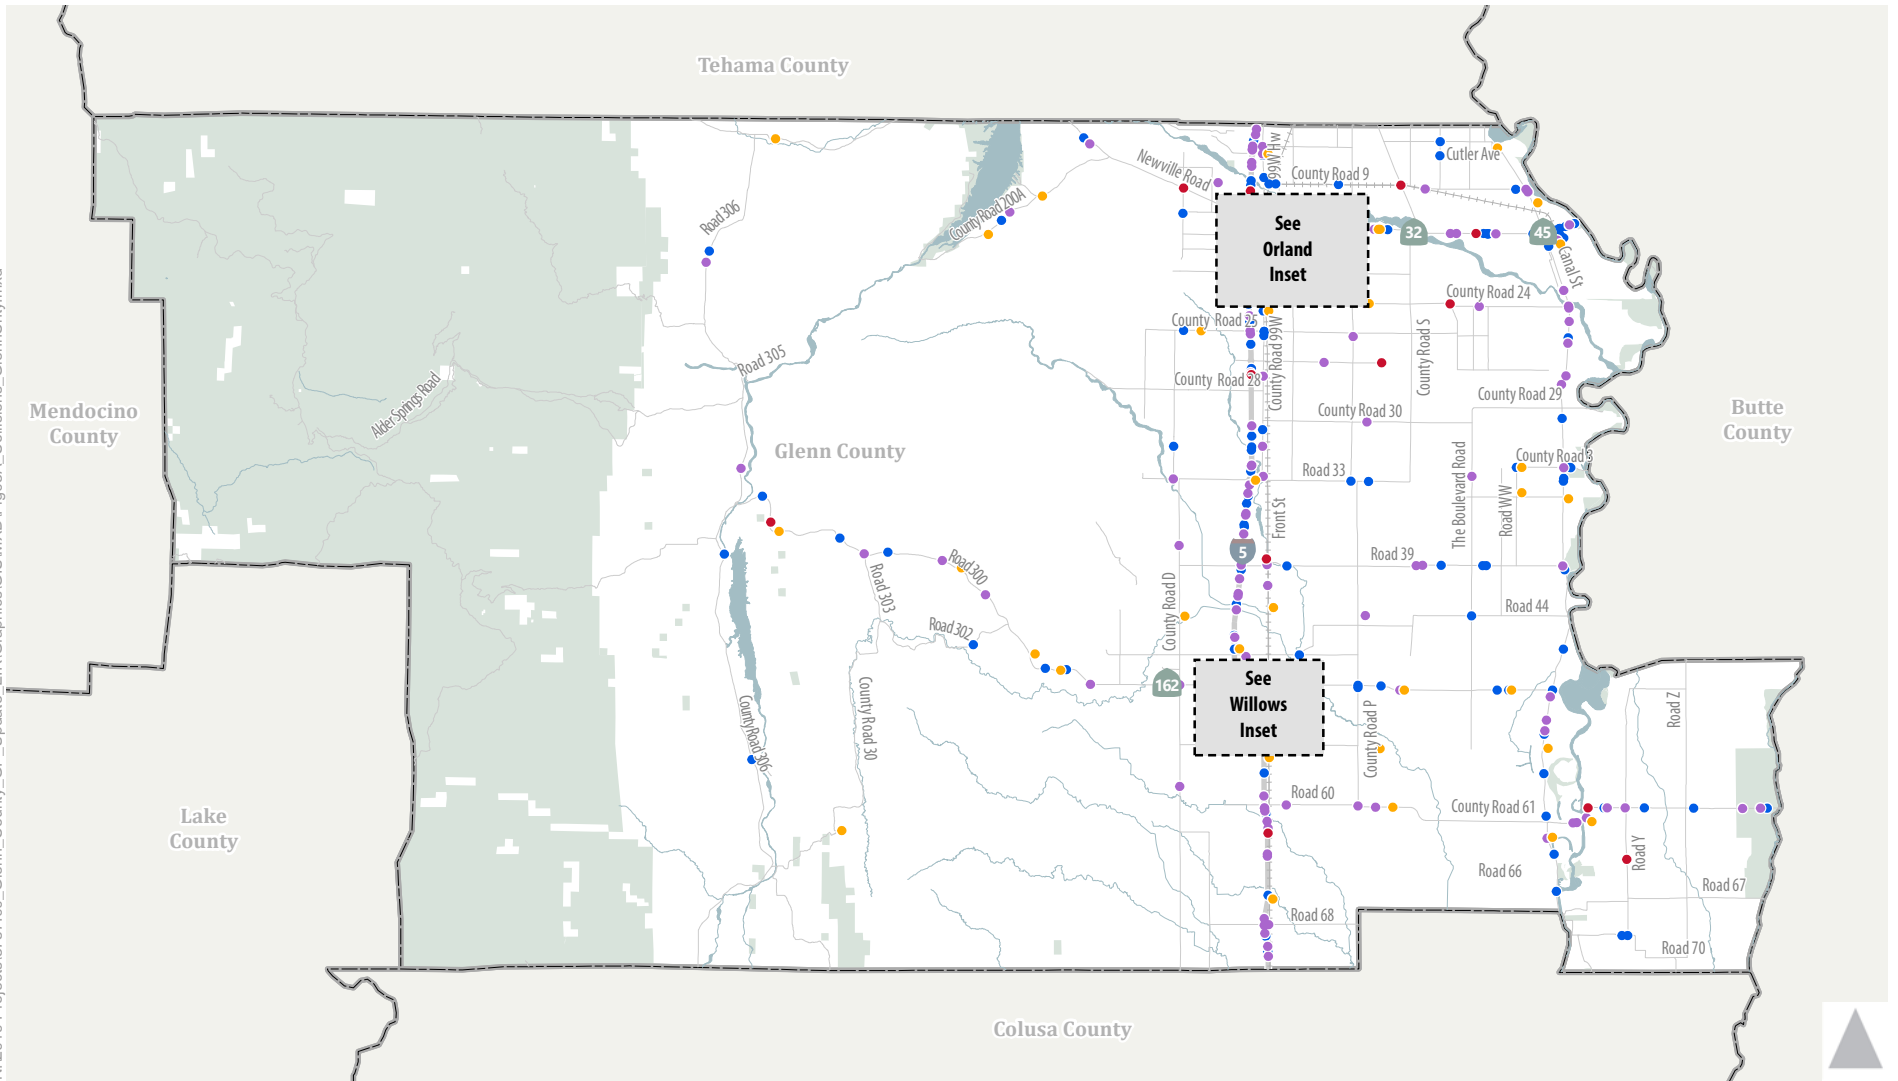 Tehama County
Cutler Ave
99W Hw
Newville Road
County Road 9
County Road 200A
Road 306
See
Orland
Inset
32
45
Canal St
County Road 24
County Road 25
County Road 99W
County Road S
Road 305
County Road 28
County Road 29
Alder Springs Road
Mendocino
County
County Road 30
Butte
County
Glenn County
County Road 3
Road 33
The Boulevard Road
Road WW
Front St
5
Road 39
Road 300
Road 303
County Road D
Road 44
Road 302
162
See
Willows
Inset
County Road 30
County Road P
Road Z
County Road 306
Road 60
County Road 61
Lake
County
Road Y
Road 66
Road 67
Road 68
Road 70
Colusa County